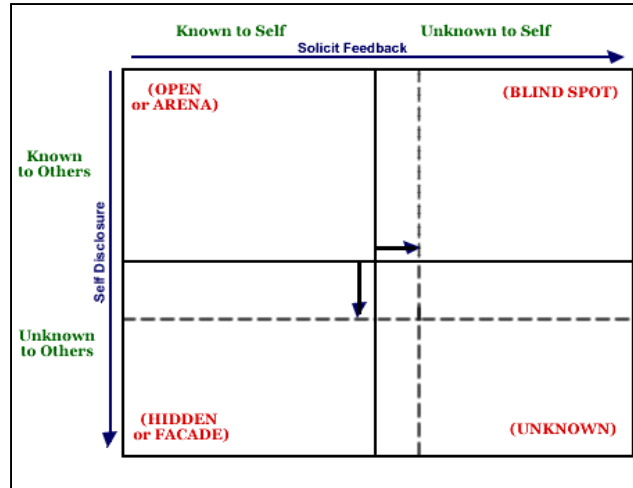 Known to Self
Unknown to Self
Solicit Feedback
(OPEN
or ARENA)
(BLIND SPOT)
Known
to Others
Self Disclosure
Unknown
to Others
(HIDDEN
or FACADE)
(UNKNOWN)